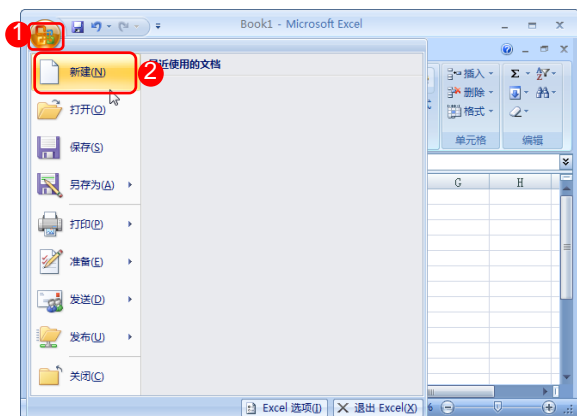 1
Book1 - Microsoft Excel
2
新建(N)
最近使用的文档
打开(O)
保存(S)
另存为(A)
打印(P)
准备(E)
发送(D)
发布(U)
关闭(C)
Excel 选项(I)
退出 Excel(X)
插入
删除
格式
单元格
编辑
G H